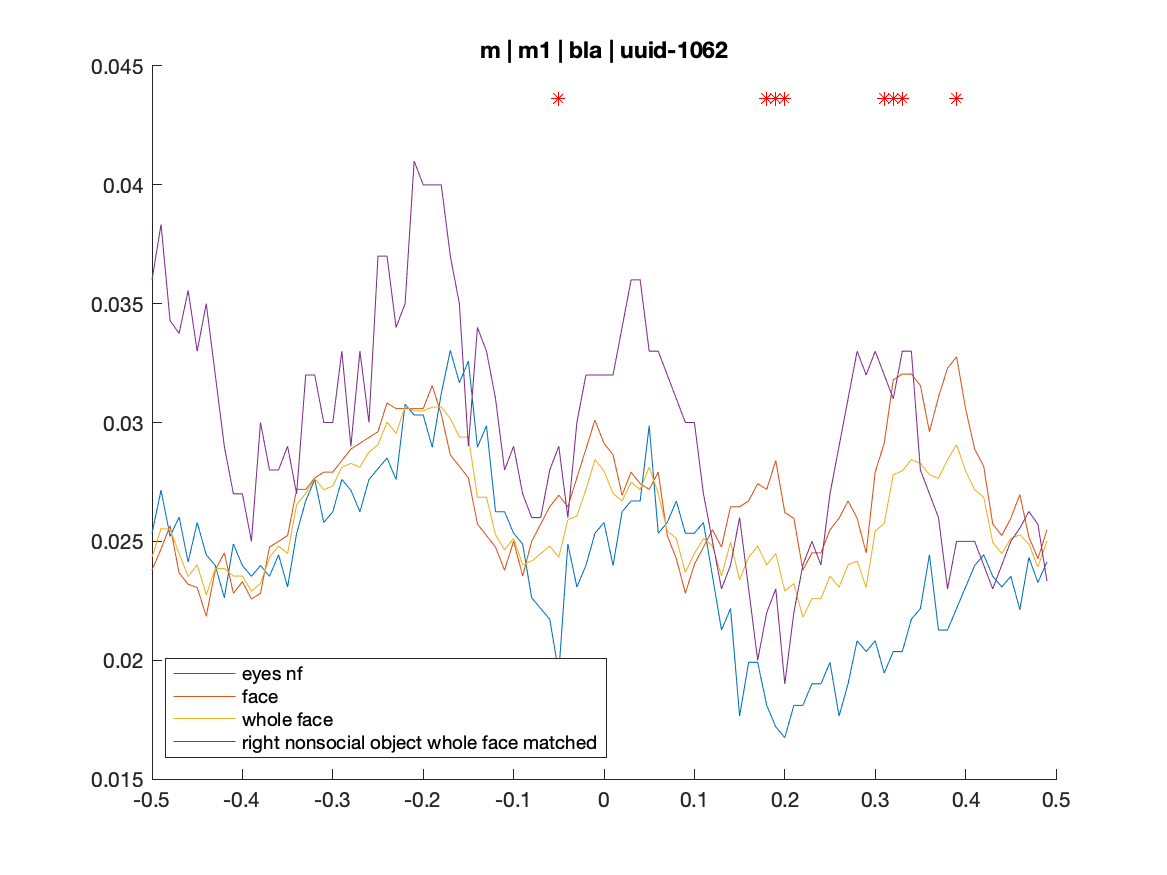 m | m1 | bla | uuid-1062
0.045
0.04
0.035
0.03
0.025
0.02
0.015
eyes nf
face
whole face
right nonsocial object whole face matched
-0.5 -0.4 -0.3 -0.2 -0.1 0 0.1 0.2 0.3 0.4 0.5